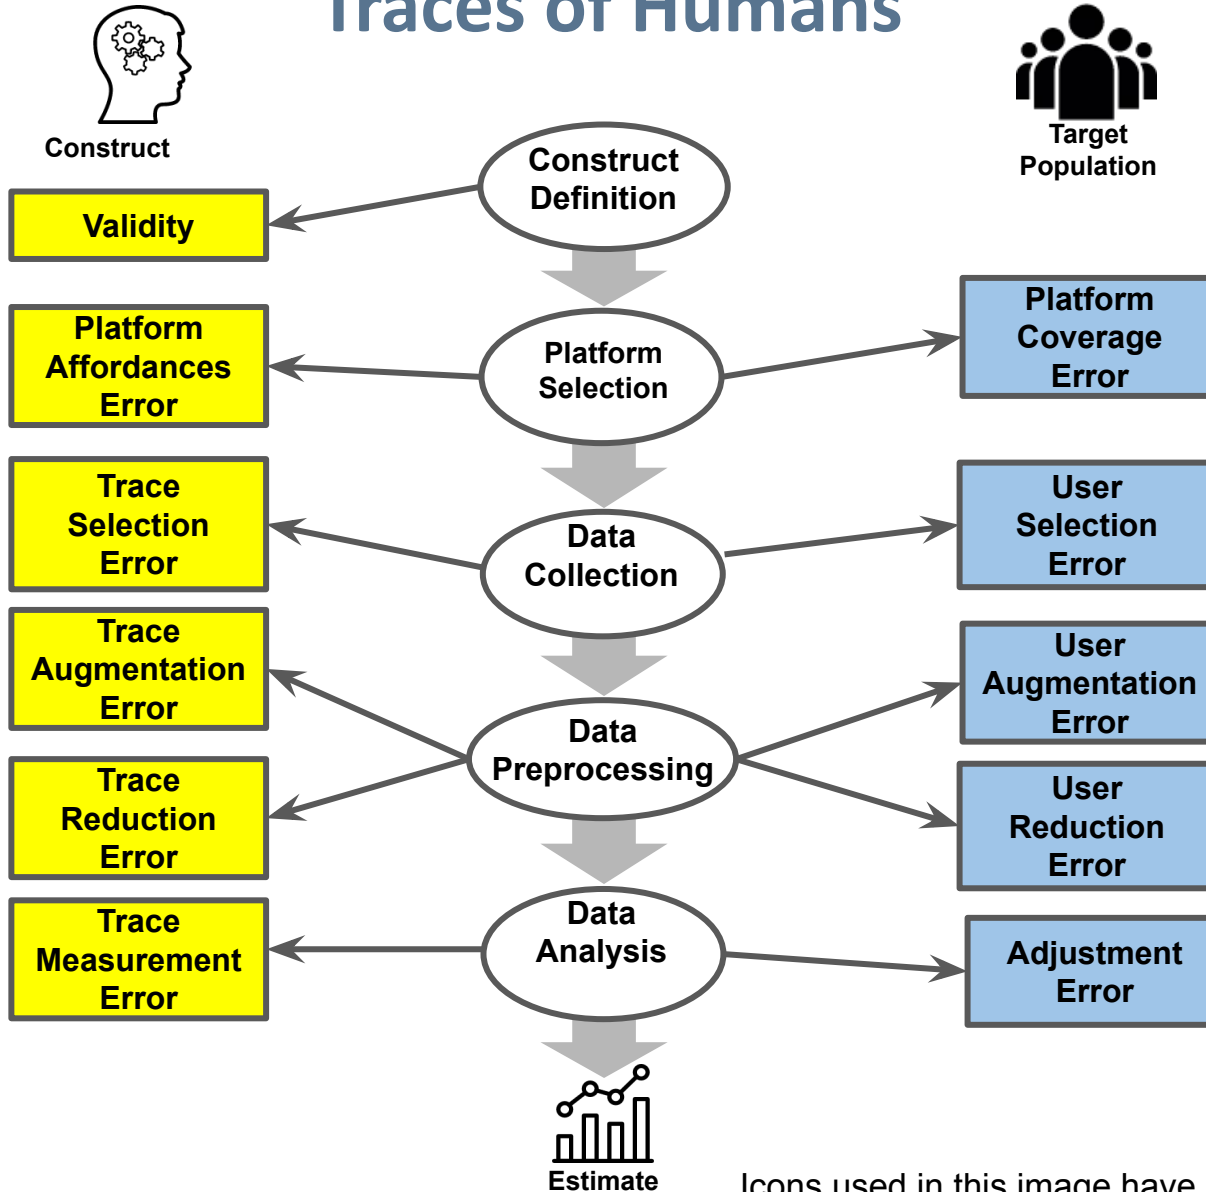 Traces of Humans
Construct
Target
Population
Construct
Definition
Validity
Platform
Affordances
Error
Platform
Selection
Platform
Coverage
Error
Trace
Selection
Error
Data
Collection
User
Selection
Error
Trace
Augmentation
Error
Data
Preprocessing
User
Augmentation
Error
Trace
Reduction
Error
User
Reduction
Error
Trace
Measurement
Error
Data
Analysis
Adjustment
Error
Estimate
Icons used in this image have